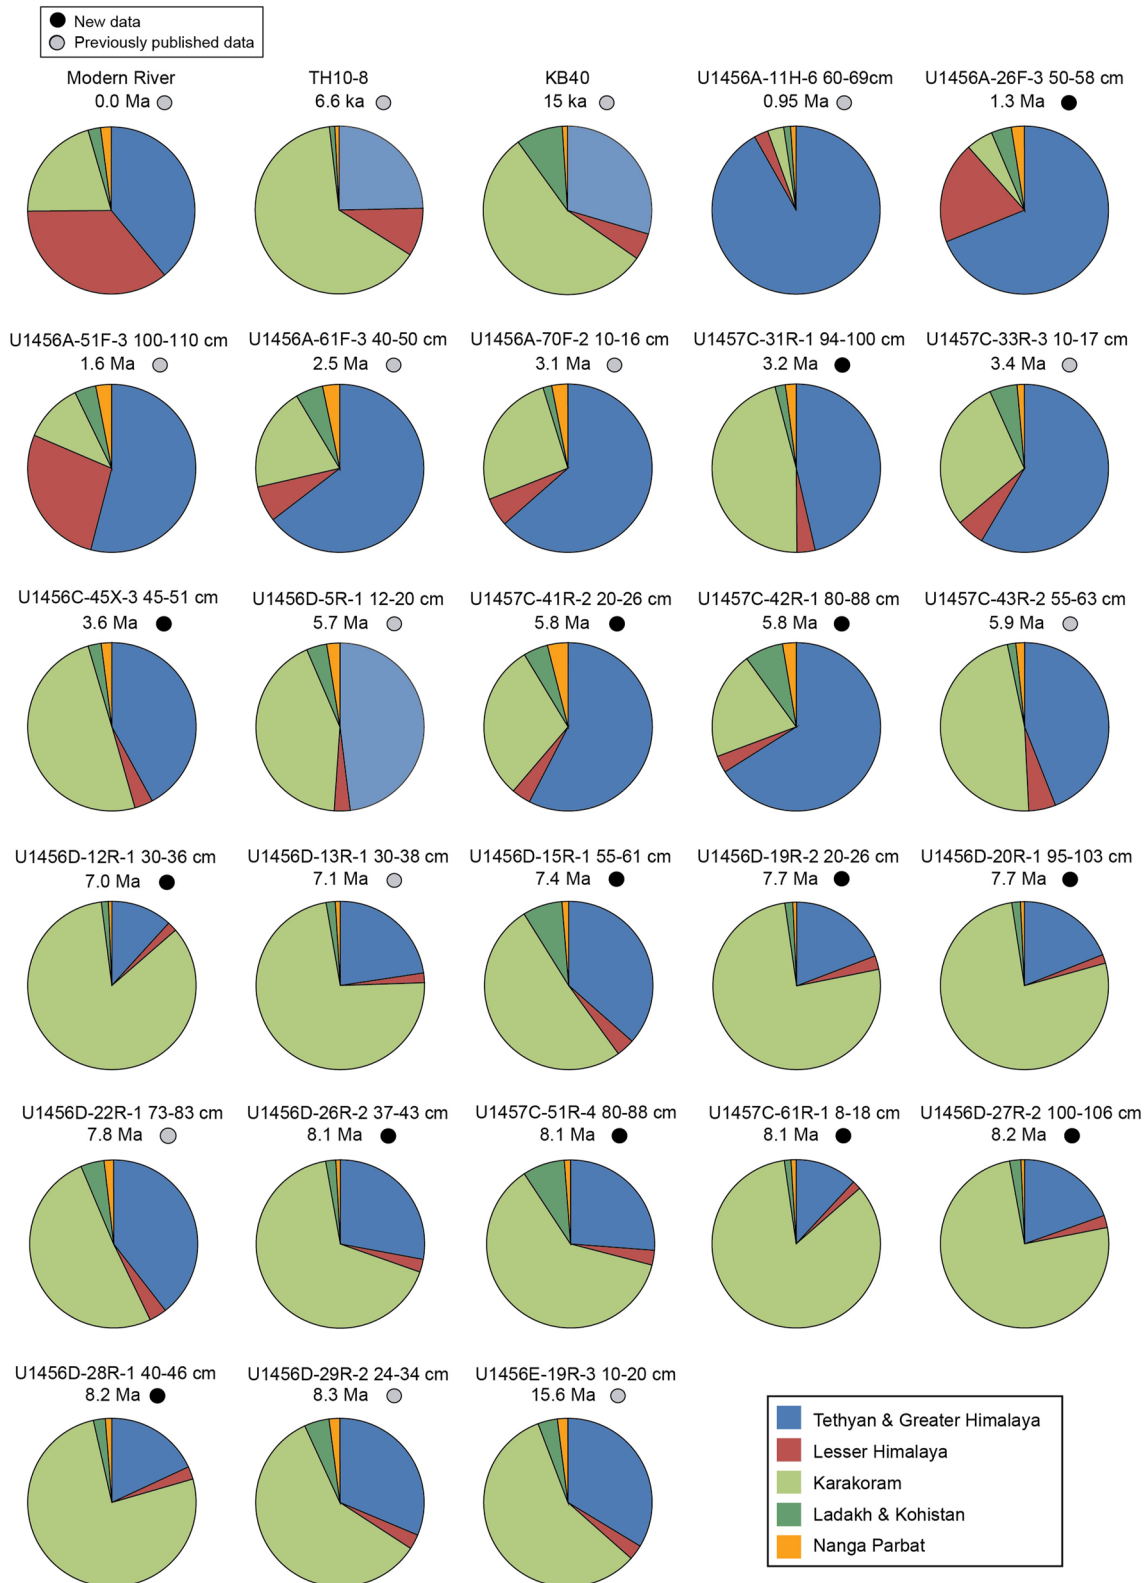 New data
Previously published data
Modern River
0.0 Ma
TH10-8
6.6 ka
KB40
15 ka
U1456A-11H-6 60-69cm
0.95 Ma
U1456A-26F-3 50-58 cm
1.3 Ma
U1456A-51F-3 100-110 cm
1.6 Ma
U1456A-61F-3 40-50 cm
2.5 Ma
U1456A-70F-2 10-16 cm
3.1 Ma
U1457C-31R-1 94-100 cm
3.2 Ma
U1457C-33R-3 10-17 cm
3.4 Ma
U1456C-45X-3 45-51 cm
3.6 Ma
U1456D-5R-1 12-20 cm
5.7 Ma
U1457C-41R-2 20-26 cm
5.8 Ma
U1457C-42R-1 80-88 cm
5.8 Ma
U1457C-43R-2 55-63 cm
5.9 Ma
U1456D-12R-1 30-36 cm
7.0 Ma
U1456D-13R-1 30-38 cm
7.1 Ma
U1456D-15R-1 55-61 cm
7.4 Ma
U1456D-19R-2 20-26 cm
7.7 Ma
U1456D-20R-1 95-103 cm
7.7 Ma
U1456D-22R-1 73-83 cm
7.8 Ma
U1456D-26R-2 37-43 cm
8.1 Ma
U1457C-51R-4 80-88 cm
8.1 Ma
U1457C-61R-1 8-18 cm
8.1 Ma
U1456D-27R-2 100-106 cm
8.2 Ma
U1456D-28R-1 40-46 cm
8.2 Ma
U1456D-29R-2 24-34 cm
8.3 Ma
U1456E-19R-3 10-20 cm
15.6 Ma
Tethyan & Greater Himalaya
Lesser Himalaya
Karakoram
Ladakh & Kohistan
Nanga Parbat